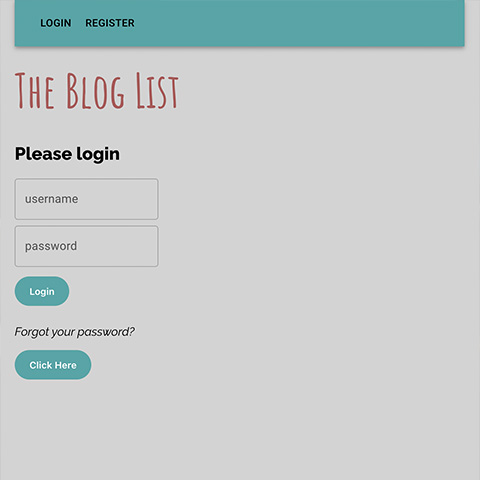 LOGIN REGISTER
The Blog List
Please login
username
password
Login
Forgot your password?
Click Here